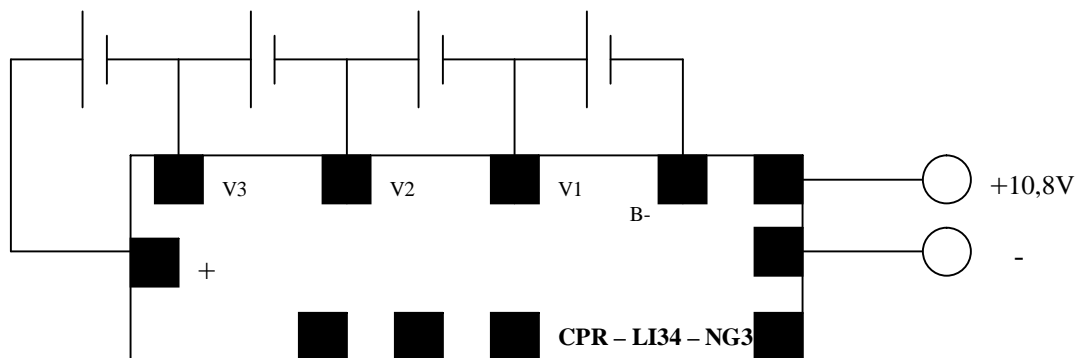 V3
V2
V1
B-
+10,8V
-
+
CPR – LI34 – NG3